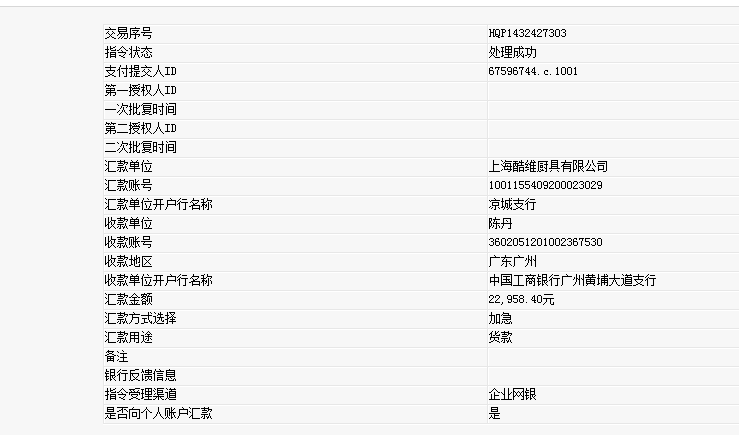 交易序号 HQP1432427303
指令状态 处理成功
支付提交人ID 67596744.c.1001
第一授权人ID
一次批复时间
第二授权人ID
二次批复时间
汇款单位 上海酷维厨具有限公司
汇款账号 1001155409200023029
汇款单位开户行名称 凉城支行
收款单位 陈丹
收款账号 3602051201002367530
收款地区 广东广州
收款单位开户行名称 中国工商银行广州黄埔大道支行
汇款金额 22,958.40元
汇款方式选择 加急
汇款用途 货款
备注
银行反馈信息
指令受理渠道 企业网银
是否向个人账户汇款 是